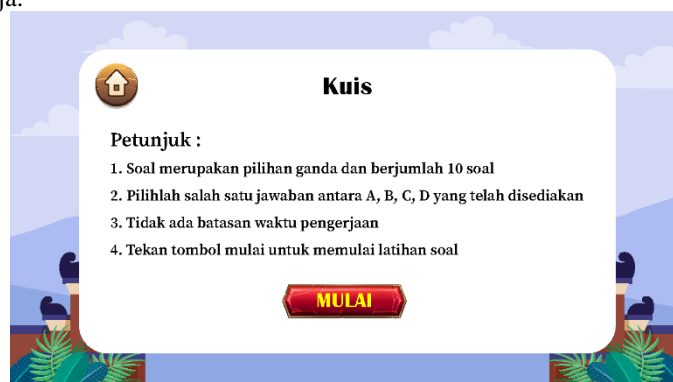 ja.
Kuis
Petunjuk :
1. Soal merupakan pilihan ganda dan berjumlah 10 soal
2. Pilihlah salah satu jawaban antara A, B, C, D yang telah disediakan
3. Tidak ada batasan waktu pengerjaan
4. Tekan tombol mulai untuk memulai latihan soal
MULAI